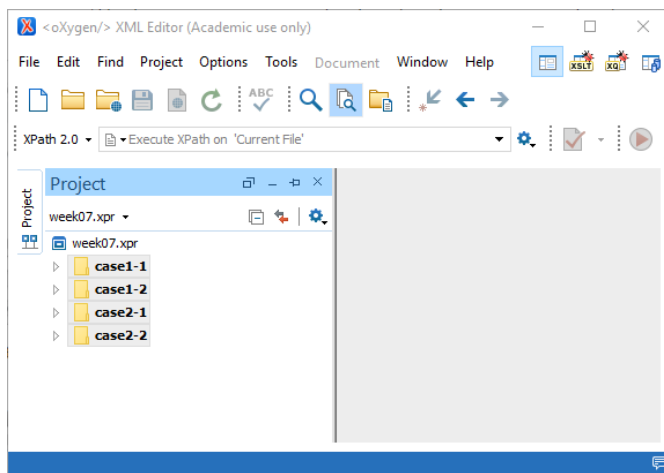 <oXygen/> XML Editor (Academic use only)
File Edit Find Project Options Tools Document Window Help
XSLT XQ
ABC
XPath 2.0 Execute XPath on 'Current File'
Project
Project
week07.xpr
week07.xpr
case1-1
case1-2
case2-1
case2-2